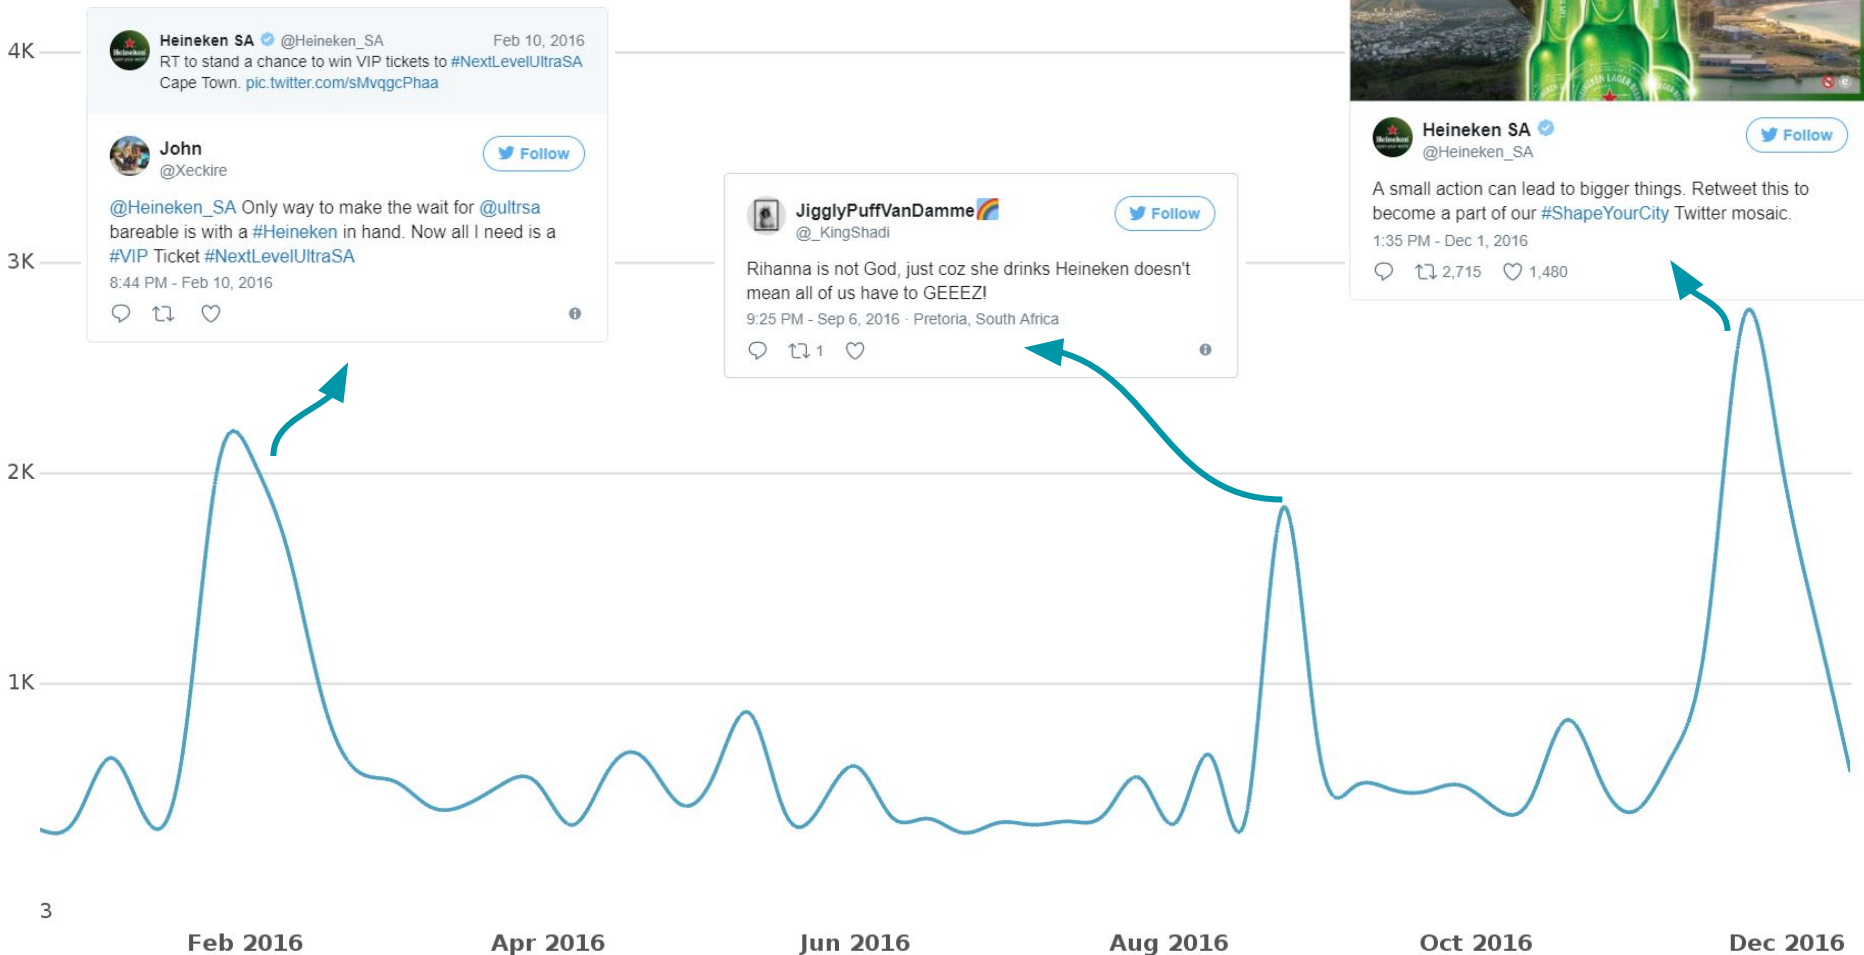 4K
3K
2K
1K
3
Heineken SA @Heineken_SA Feb 10, 2016
RT to stand a chance to win VIP tickets to #NextLevelUltraSA
Cape Town. pic.twitter.com/sMvqgcPhaa
John
@Xeckire
Follow
@Heineken_SA Only way to make the wait for @ultrsa
bareable is with a #Heineken in hand. Now all I need is a
#VIP Ticket #NextLevelUltraSA
8:44 PM - Feb 10, 2016
JigglyPuffVanDamme
@_KingShadi
Follow
Rihanna is not God, just coz she drinks Heineken doesn't
mean all of us have to GEEEZ!
9:25 PM - Sep 6, 2016 · Pretoria, South Africa
1
Heineken SA
@Heineken_SA
Follow
A small action can lead to bigger things. Retweet this to
become a part of our #ShapeYourCity Twitter mosaic.
1:35 PM - Dec 1, 2016
2,715 1,480
Feb 2016 Apr 2016 Jun 2016 Aug 2016 Oct 2016 Dec 2016